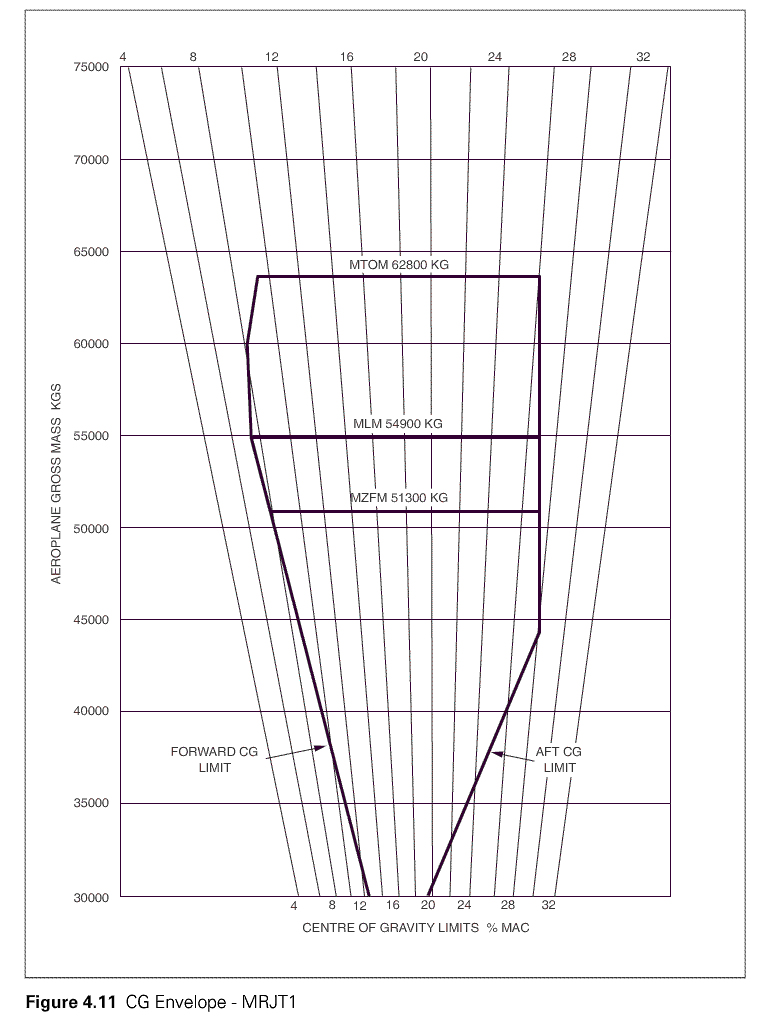 4 8 12 16 20 24 28 32
75000
70000
65000
MTOM 62800 KG
60000
MLM 54900 KG
55000
MZFM 51300 KG
50000
45000
40000
FORWARD CG
LIMIT
AFT CG
LIMIT
35000
30000
4 8 12 16 20 24 28 32
AEROPLANE GROSS MASS KGS
CENTRE OF GRAVITY LIMITS % MAC
Figure 4.11 CG Envelope - MRJT1